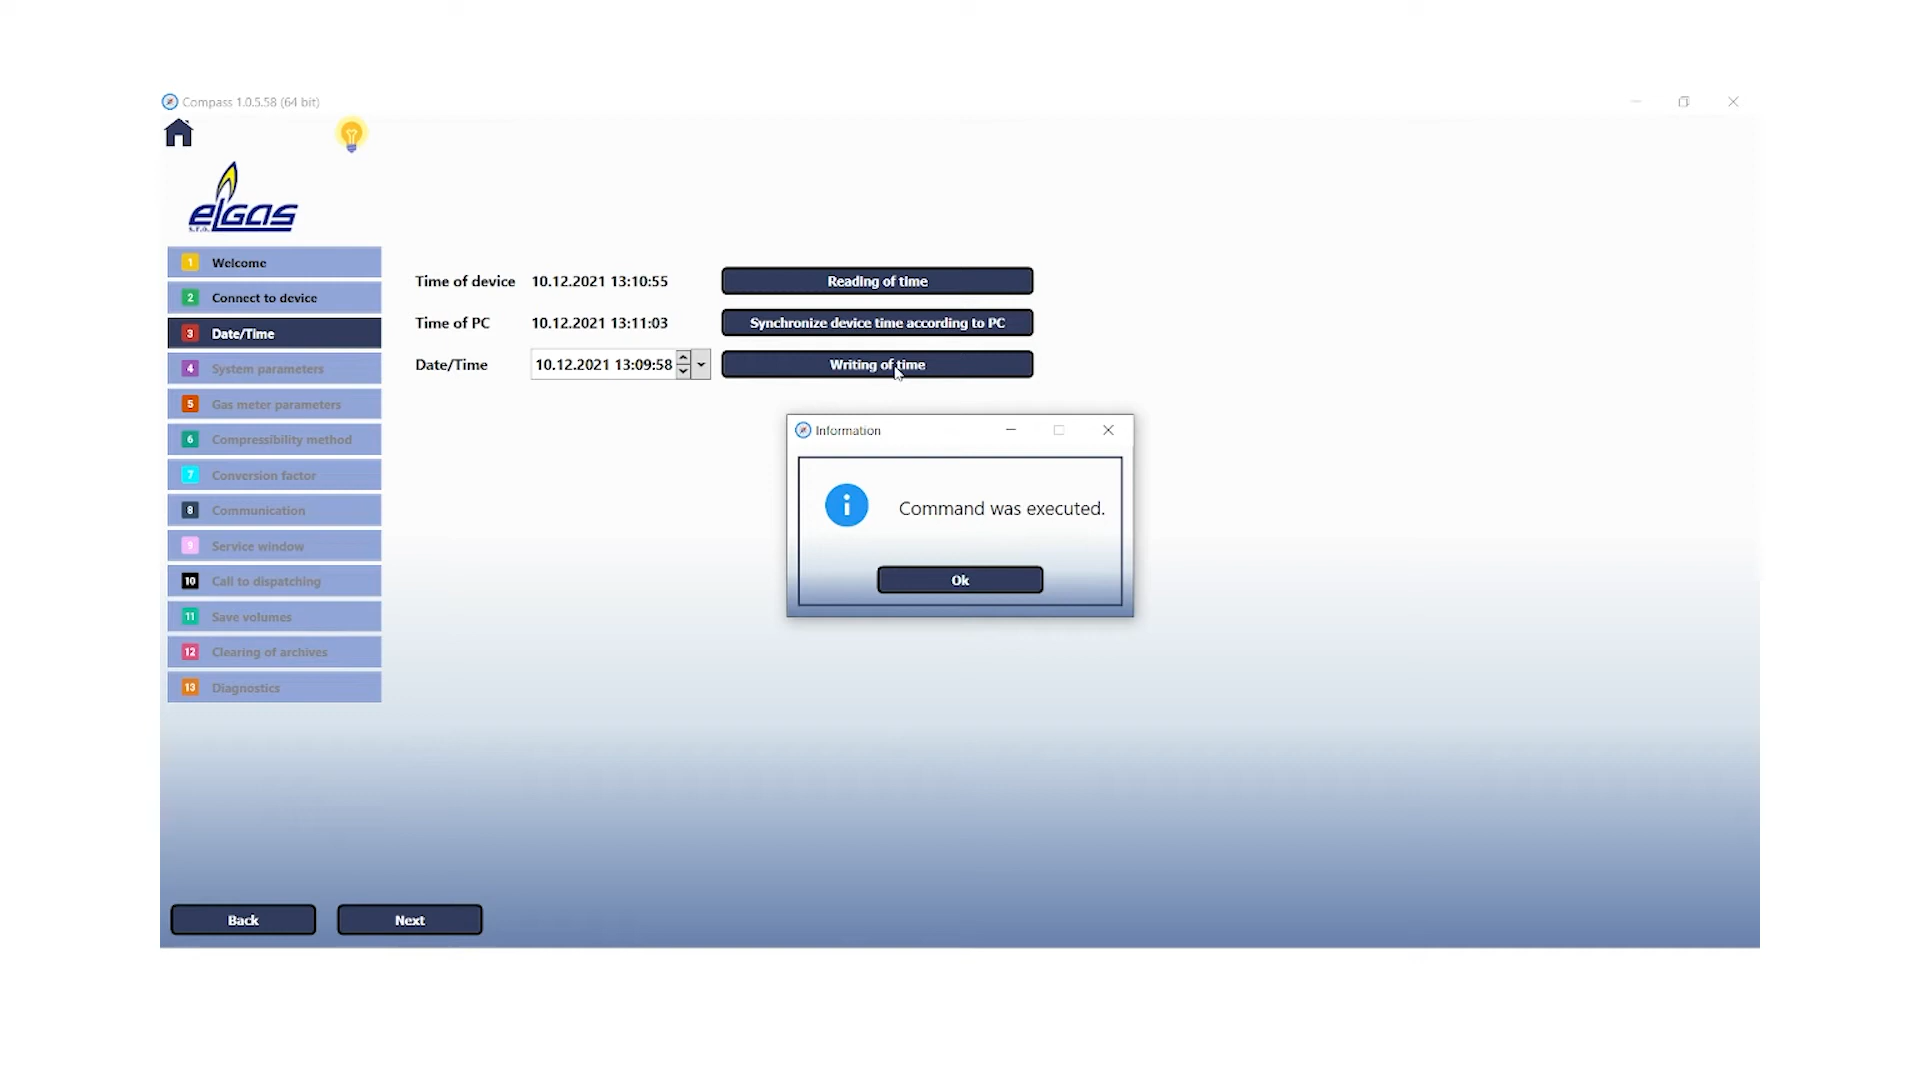 Compass 1.0.5.58 (64 bit)
elgas
s.r.o.
1 Welcome
2 Connect to device
3 Date/Time
4 System parameters
5 Gas meter parameters
6 Compressibility method
7 Conversion factor
8 Communication
9 Service window
10 Call to dispatching
11 Save volumes
12 Clearing of archives
13 Diagnostics
Time of device 10.12.2021 13:10:55 Reading of time
Time of PC 10.12.2021 13:11:03 Synchronize device time according to PC
Date/Time 10.12.2021 13:09:58 Writing of time
Information
Command was executed.
Ok
Back Next